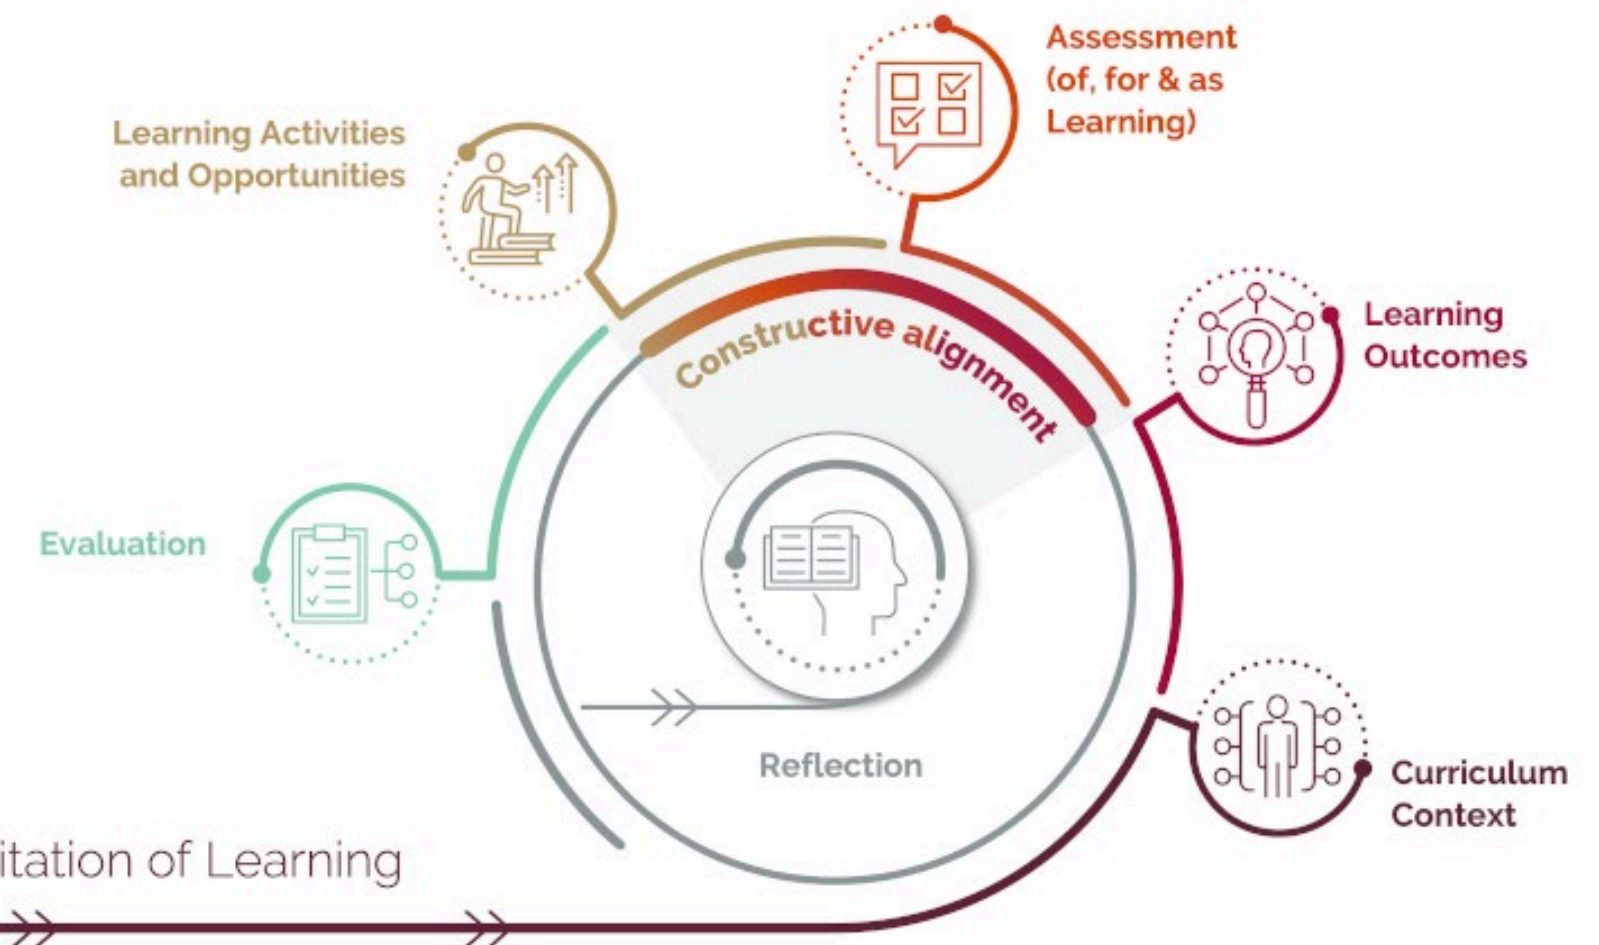 Assessment
(of, for & as
Learning)
Learning Activities
and Opportunities
Constructive alignment
Learning
Outcomes
Evaluation
Reflection
Curriculum
Context
itation of Learning